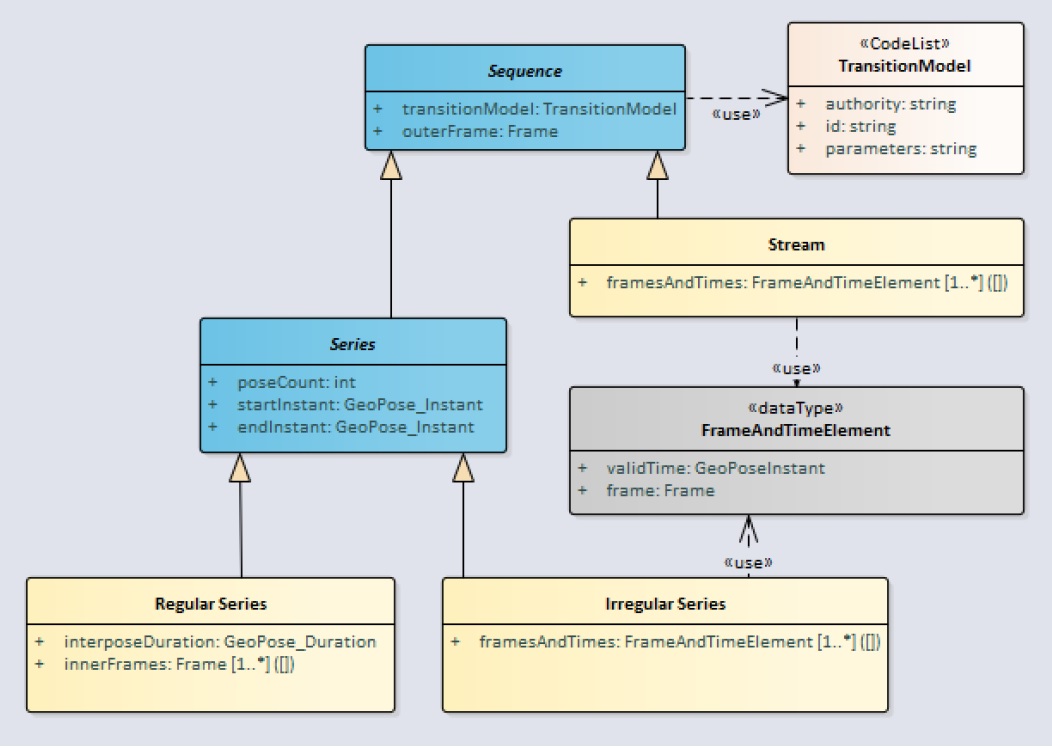 Sequence
+ transitionModel: TransitionModel
+ outerFrame: Frame
«use»
«CodeList»
TransitionModel
+ authority: string
+ id: string
+ parameters: string
Stream
+ framesAndTimes: FrameAndTimeElement [1..*] ([])
«use»
Series
+ poseCount: int
+ startInstant: GeoPose_Instant
+ endInstant: GeoPose_Instant
«dataType»
FrameAndTimeElement
+ validTime: GeoPoseInstant
+ frame: Frame
«use»
Regular Series
+ interposeDuration: GeoPose_Duration
+ innerFrames: Frame [1..*] ([])
Irregular Series
+ framesAndTimes: FrameAndTimeElement [1..*] ([])